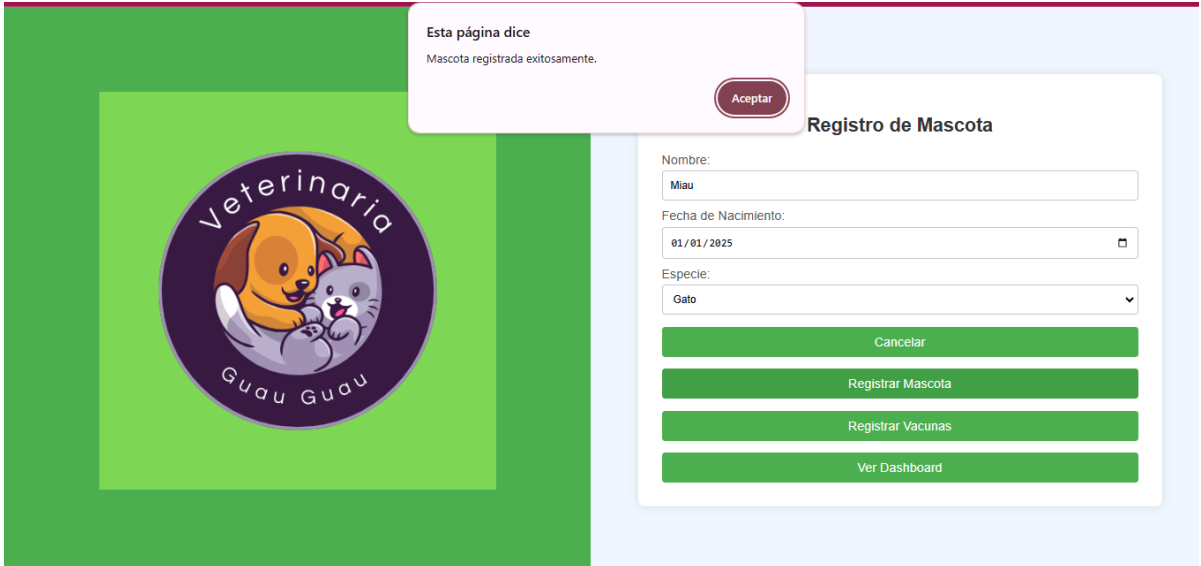 Esta página dice
Mascota registrada exitosamente.
Aceptar
Veterinaria
Guau Guau
Registro de Mascota
Nombre:
Miau
Fecha de Nacimiento:
01/01/2025
Especie:
Gato
Cancelar
Registrar Mascota
Registrar Vacunas
Ver Dashboard